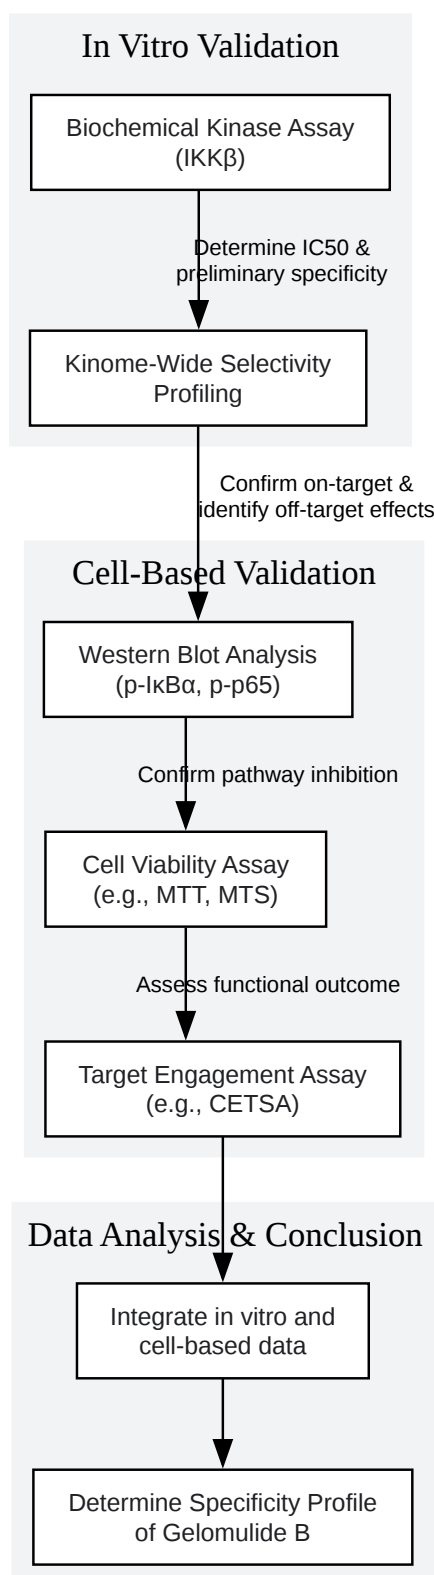 In Vitro Validation
Biochemical Kinase Assay
(IKKβ)
Determine IC50 &
preliminary specificity
Kinome-Wide Selectivity
Profiling
Confirm on-target &
identify off-target effects
Cell-Based Validation
Western Blot Analysis
(p-IκBα, p-p65)
Confirm pathway inhibition
Cell Viability Assay
(e.g., MTT, MTS)
Assess functional outcome
Target Engagement Assay
(e.g., CETSA)
Data Analysis & Conclusion
Integrate in vitro and
cell-based data
Determine Specificity Profile
of Gelomulide B